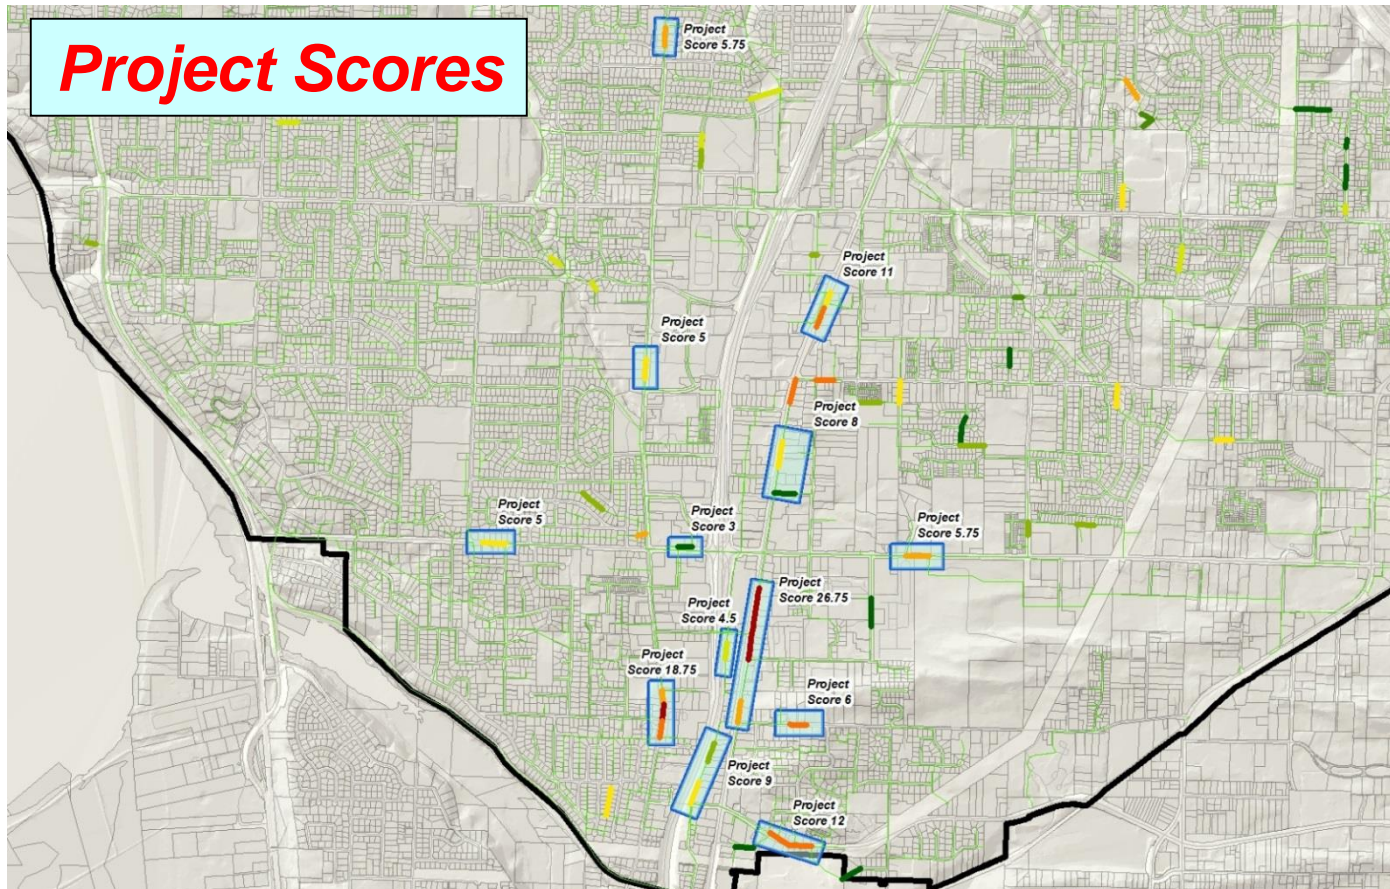 Project Scores
Project
Score 5.75
Project
Score 11
Project
Score 5
Project
Score 8
Project
Score 5
Project
Score 3
Project
Score 5.75
Project
Score 26.75
Project
Score 4.5
Project
Score 18.75
Project
Score 6
Project
Score 9
Project
Score 12